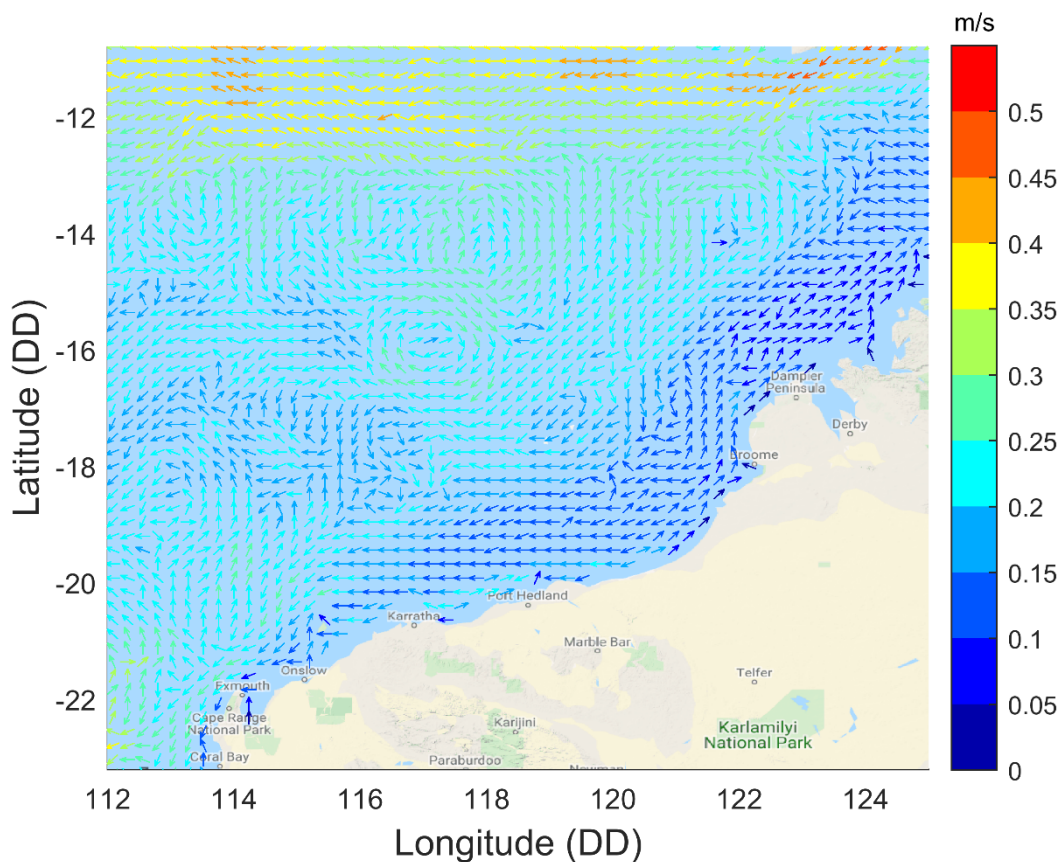 m/s
0.5
0.45
0.4
0.35
0.3
0.25
0.2
0.15
0.1
0.05
0
-12
-14
-16
-18
-20
-22
Latitude (DD)
Dampier
Peninsula
Derby
Broome
Port Hedland
Karratha
Marble Bar
Onslow
Telfer
Exmouth
Cape Range
National Park
Karijini
Karlamilyi
National Park
Coral Bay
Paraburdoo
Newman
112
114
116
118
120
122
124
Longitude (DD)